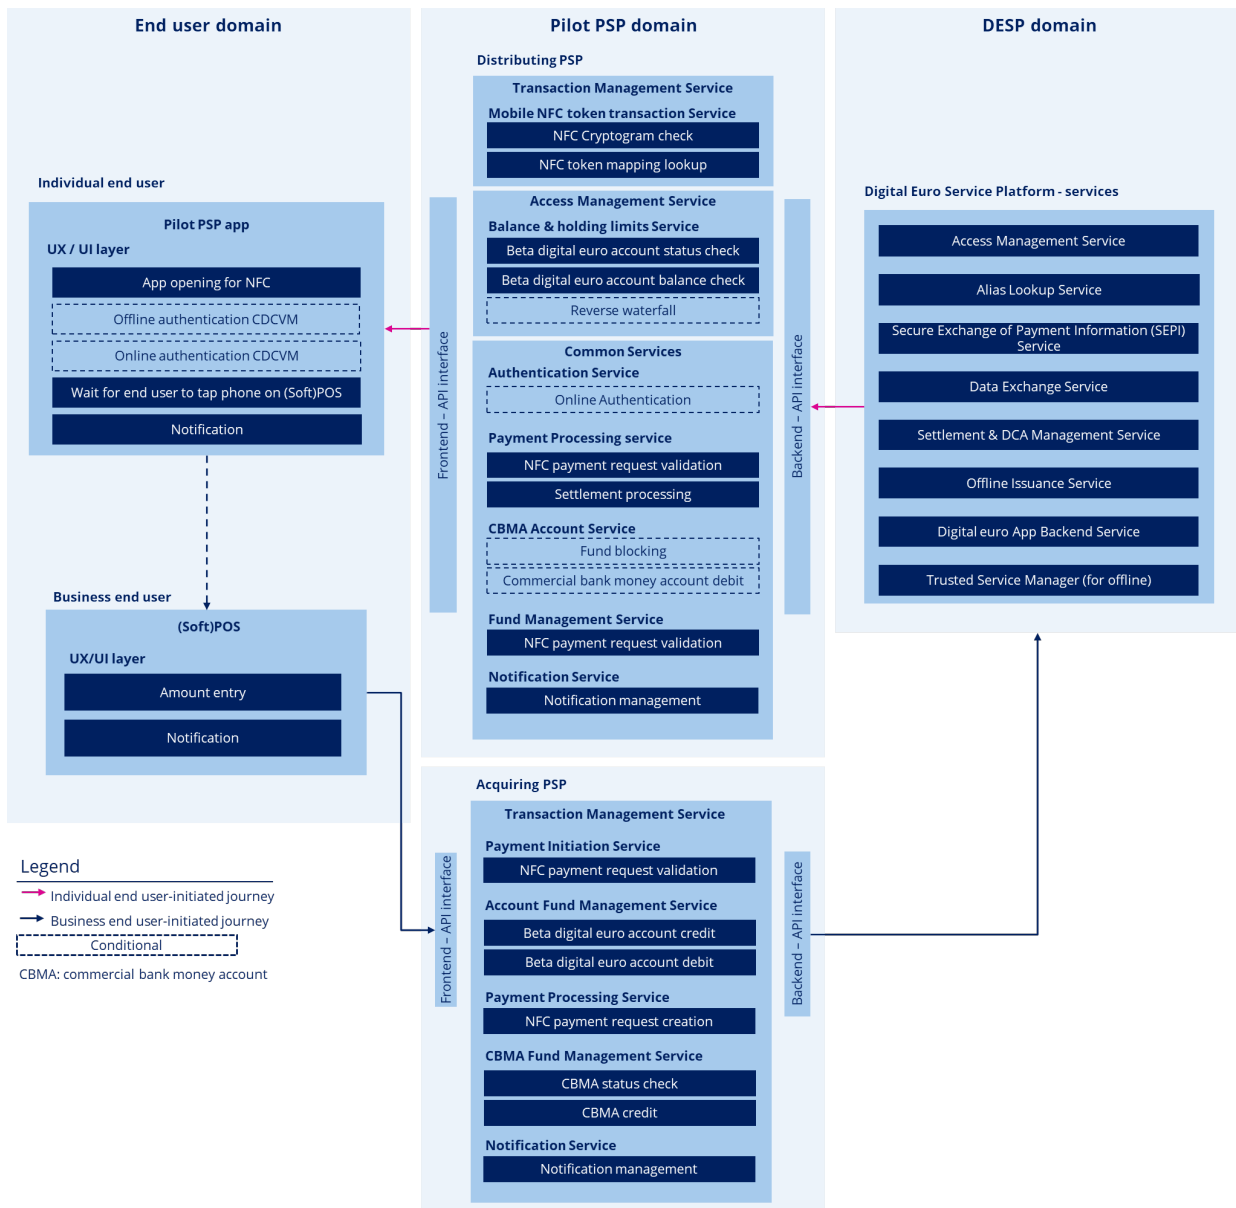 End user domain
Individual end user
Pilot PSP app
UX / UI layer
App opening for NFC
Offline authentication CDCVM
Online authentication CDCVM
Wait for end user to tap phone on (Soft)POS
Notification
Business end user
(Soft)POS
UX/UI layer
Amount entry
Notification
Legend
Individual end user-initiated journey
Business end user-initiated journey
Conditional
CBMA: commercial bank money account
Pilot PSP domain
Distributing PSP
Frontend – API interface
Transaction Management Service
Mobile NFC token transaction Service
NFC Cryptogram check
NFC token mapping lookup
Access Management Service
Balance & holding limits Service
Beta digital euro account status check
Beta digital euro account balance check
Reverse waterfall
Common Services
Authentication Service
Online Authentication
Payment Processing service
NFC payment request validation
Settlement processing
CBMA Account Service
Fund blocking
Commercial bank money account debit
Fund Management Service
NFC payment request validation
Notification Service
Notification management
Backend – API interface
Acquiring PSP
Frontend – API interface
Transaction Management Service
Payment Initiation Service
NFC payment request validation
Account Fund Management Service
Beta digital euro account credit
Beta digital euro account debit
Payment Processing Service
NFC payment request creation
CBMA Fund Management Service
CBMA status check
CBMA credit
Notification Service
Notification management
Backend – API interface
DESP domain
Digital Euro Service Platform - services
Access Management Service
Alias Lookup Service
Secure Exchange of Payment Information (SEPI)
Service
Data Exchange Service
Settlement & DCA Management Service
Offline Issuance Service
Digital euro App Backend Service
Trusted Service Manager (for offline)